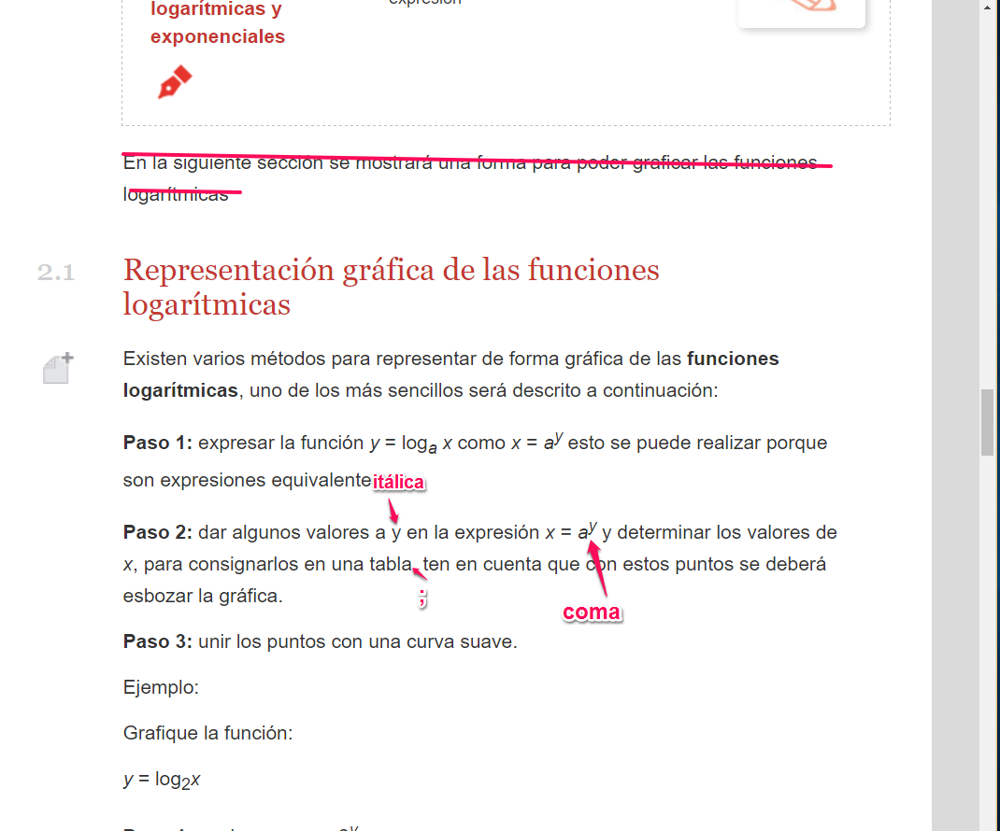 logarítmicas y
expresión
exponenciales
En la siguiente sección se mostrará una forma para poder graficar las funciones
logarítmicas
2.1 Representación gráfica de las funciones
logarítmicas
Existen varios métodos para representar de forma gráfica de las funciones
logarítmicas, uno de los más sencillos será descrito a continuación:
Paso 1: expresar la función y = logₐ x como x = aʸ esto se puede realizar porque
son expresiones equivalente
itálica
Paso 2: dar algunos valores a y en la expresión x = aʸ y determinar los valores de
x, para consignarlos en una tabla, ten en cuenta que con estos puntos se deberá
esbozar la gráfica.
;
coma
Paso 3: unir los puntos con una curva suave.
Ejemplo:
Grafique la función:
y = log₂x